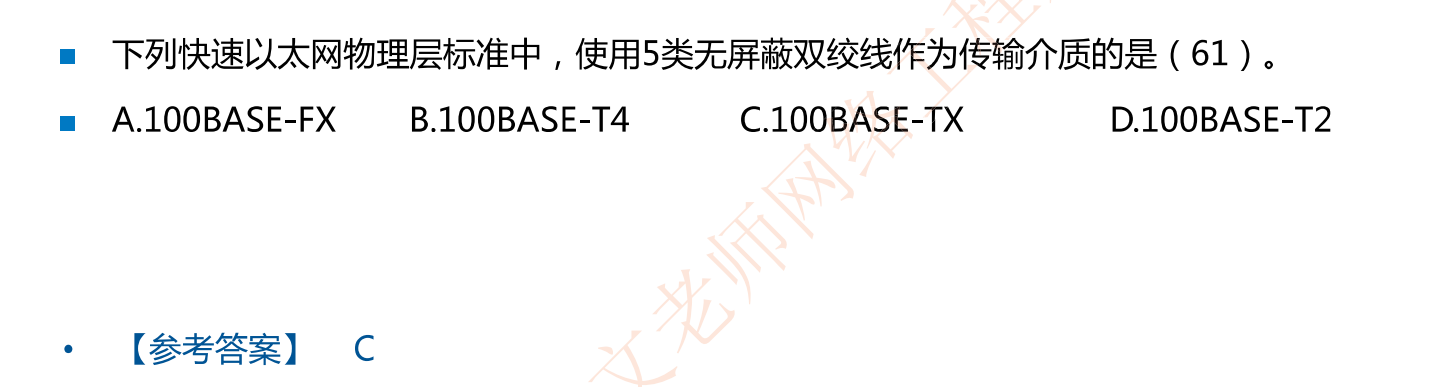 ■ 下列快速以太网物理层标准中，使用5类无屏蔽双绞线作为传输介质的是（61）。
■ A.100BASE-FX B.100BASE-T4 C.100BASE-TX D.100BASE-T2
文老师网络工程
• 【参考答案】 C